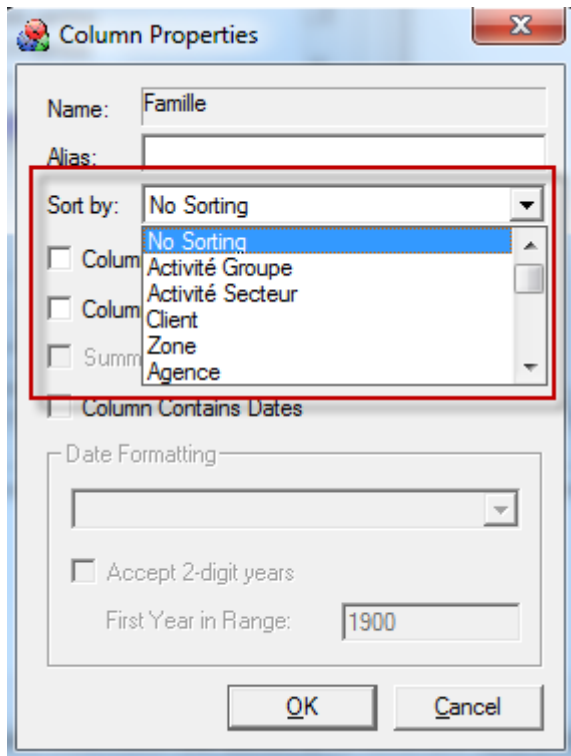 Column Properties
Name: Famille
Alias:
Sort by: No Sorting
No Sorting
Activité Groupe
Activité Secteur
Client
Zone
Agence
Colum
Colum
Summ
Column Contains Dates
Date Formatting
Accept 2-digit years
First Year in Range: 1900
OK Cancel